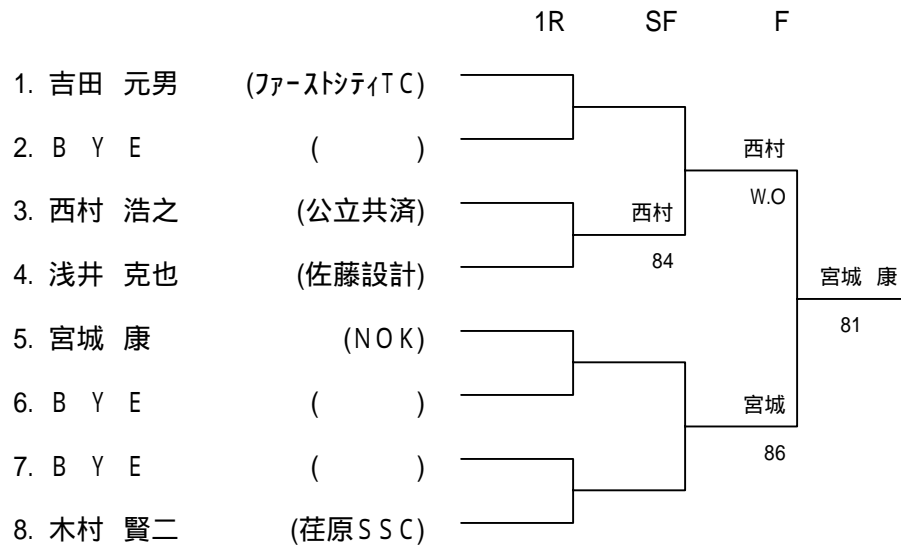 1R SF F
1. 吉田 元男 (ファーストシティTC)
2. B Y E ( )
西村
3. 西村 浩之 (公立共済)
西村
W.O
84
4. 浅井 克也 (佐藤設計)
宮城 康
5. 宮城 康 (NOK)
81
6. B Y E ( )
宮城
7. B Y E ( )
86
8. 木村 賢二 (荏原SSC)